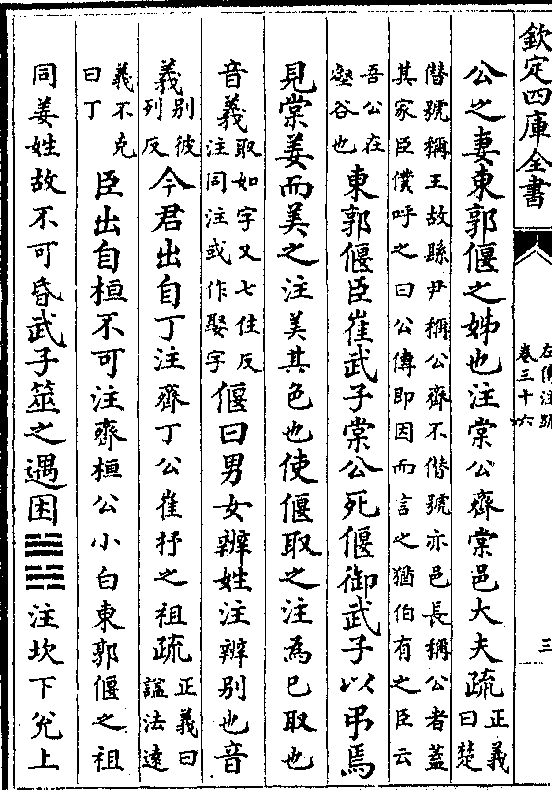 欽定四庫全書
左傳注疏
卷三十六
三
公之妻東郭偃之姊也注棠公齊棠邑大夫疏正義曰楚
僭號稱王故縣尹稱公齊不僭號亦邑長稱公者蓋
其家臣僕呼之曰公傳即因而言之猶伯有之臣云
吾公在壑谷也東郭偃臣崔武子棠公死偃御武子以弔焉
見棠姜而美之注美其色也使偃取之注為已取也
音義取如字又七住反注同注或作娶字偃曰男女辨姓注辨别也音
義别彼列反今君出自丁注齊丁公崔抒之祖疏正義曰諡法逺
義不克曰丁臣出自桓不可注齊桓公小白東郭偃之祖
同姜姓故不可昏武子筮之遇困䷮注坎下兊上